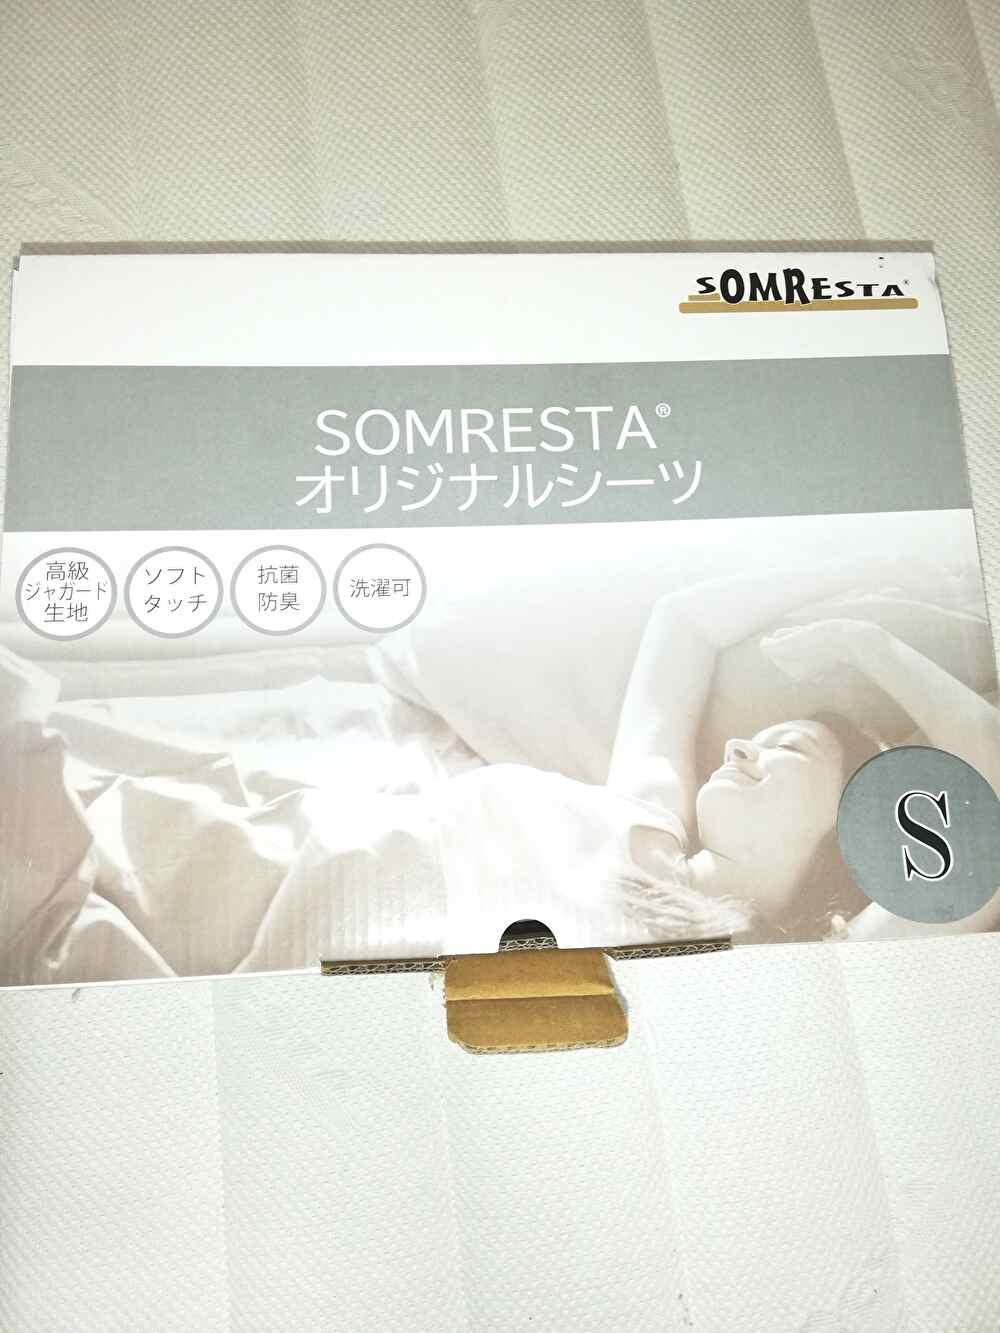 SOMRESTA®
SOMRESTA®
オリジナルシーツ
高級
ジャガード
生地
ソフト
タッチ
抗菌
防臭
洗濯可
S